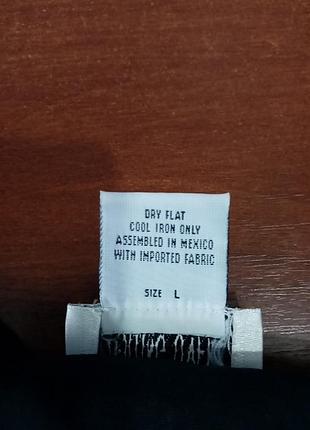 DRY FLAT
COOL IRON ONLY
ASSEMBLED IN MEXICO
WITH IMPORTED FABRIC
SIZE L